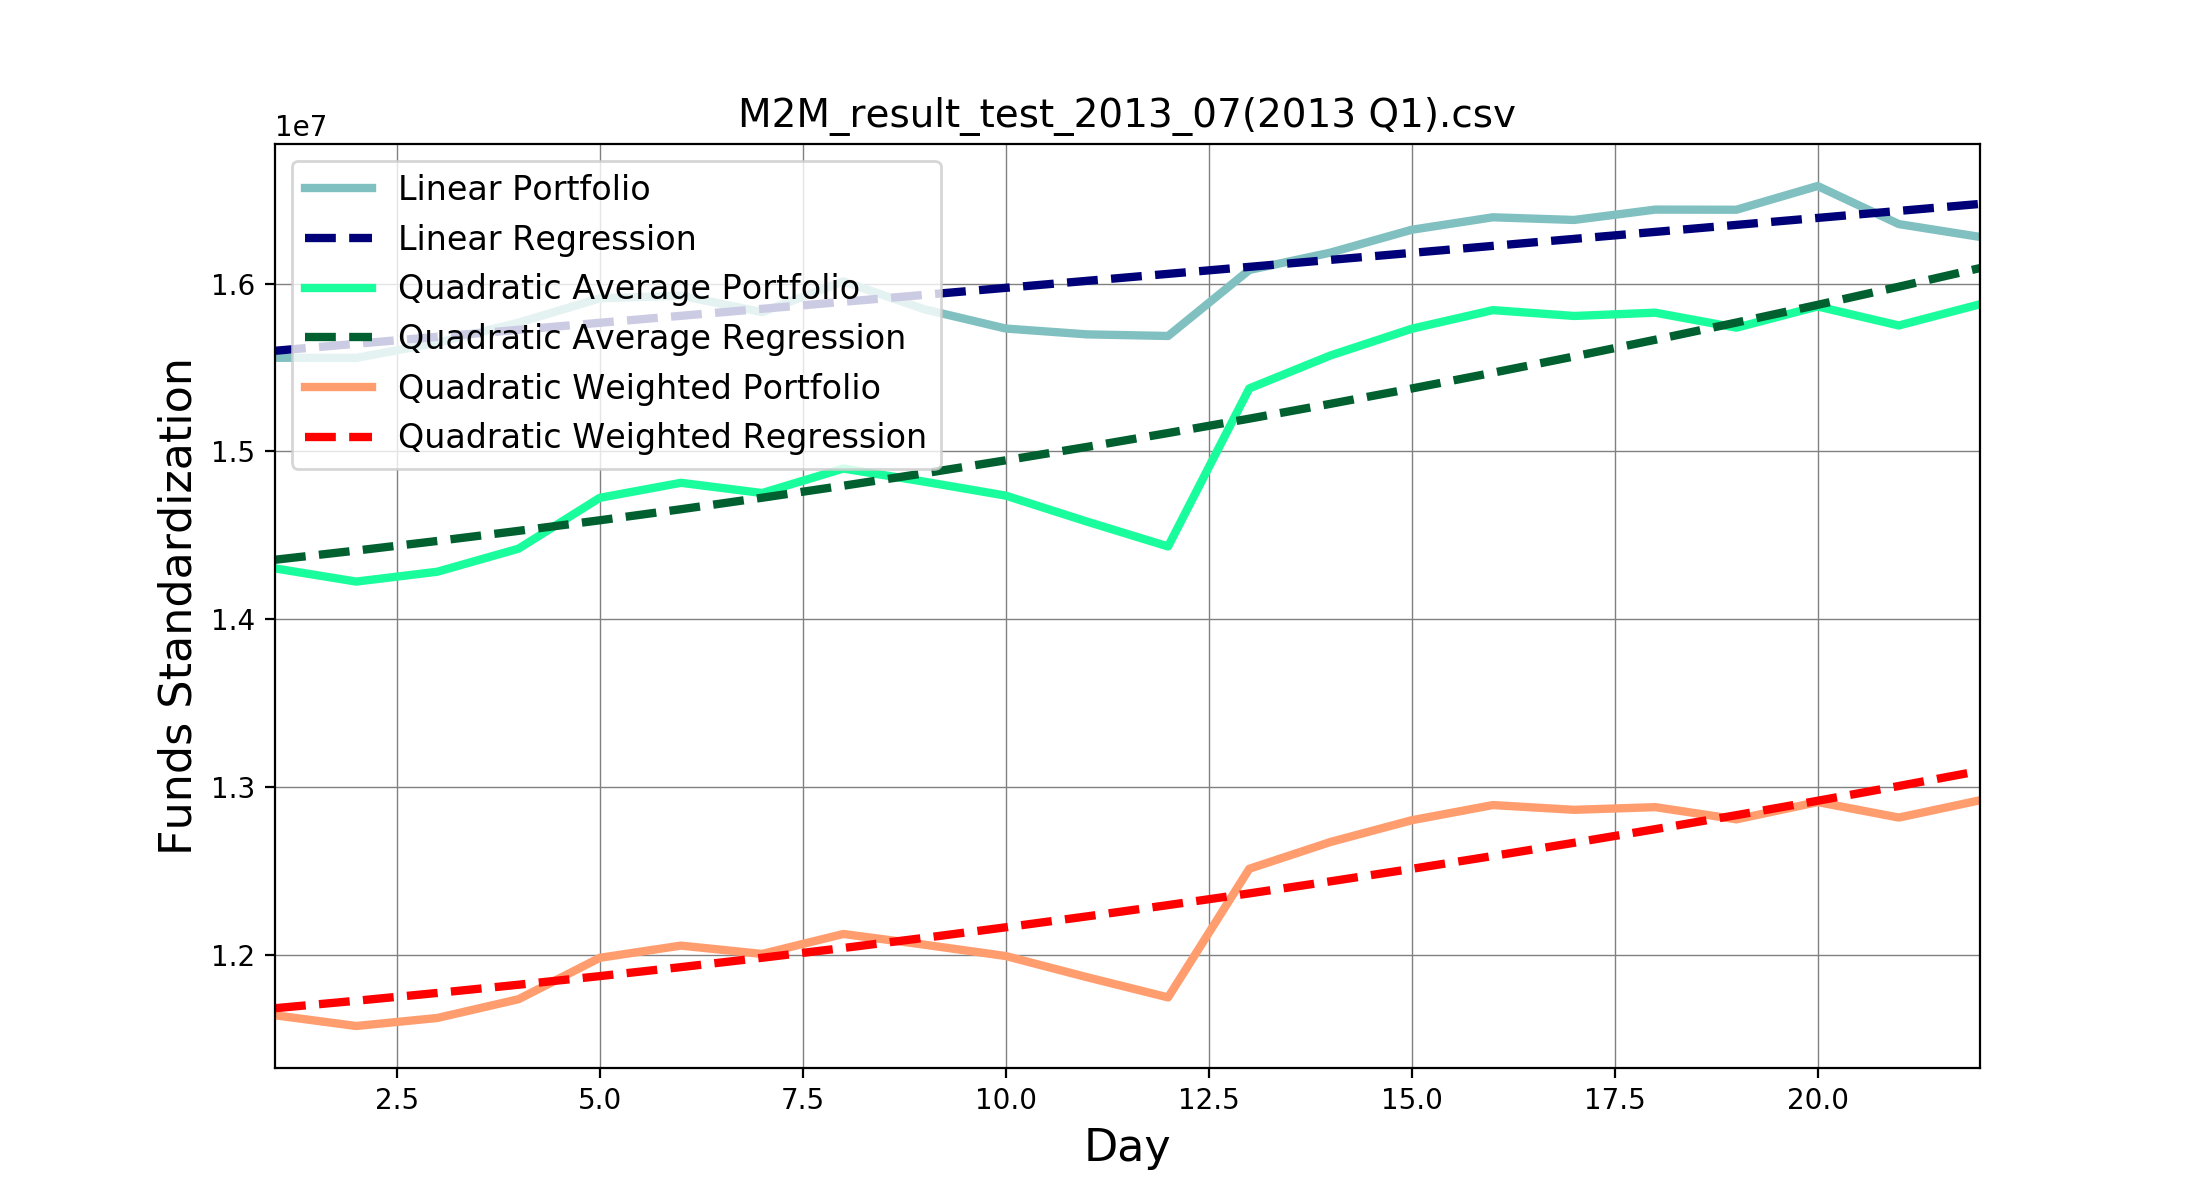 M2M_result_test_2013_07(2013 Q1).csv
1e7
Linear Portfolio
Linear Regression
Quadratic Average Portfolio
Quadratic Average Regression
Quadratic Weighted Portfolio
Quadratic Weighted Regression
Funds Standardization
1.6
1.5
1.4
1.3
1.2
2.5 5.0 7.5 10.0 12.5 15.0 17.5 20.0
Day